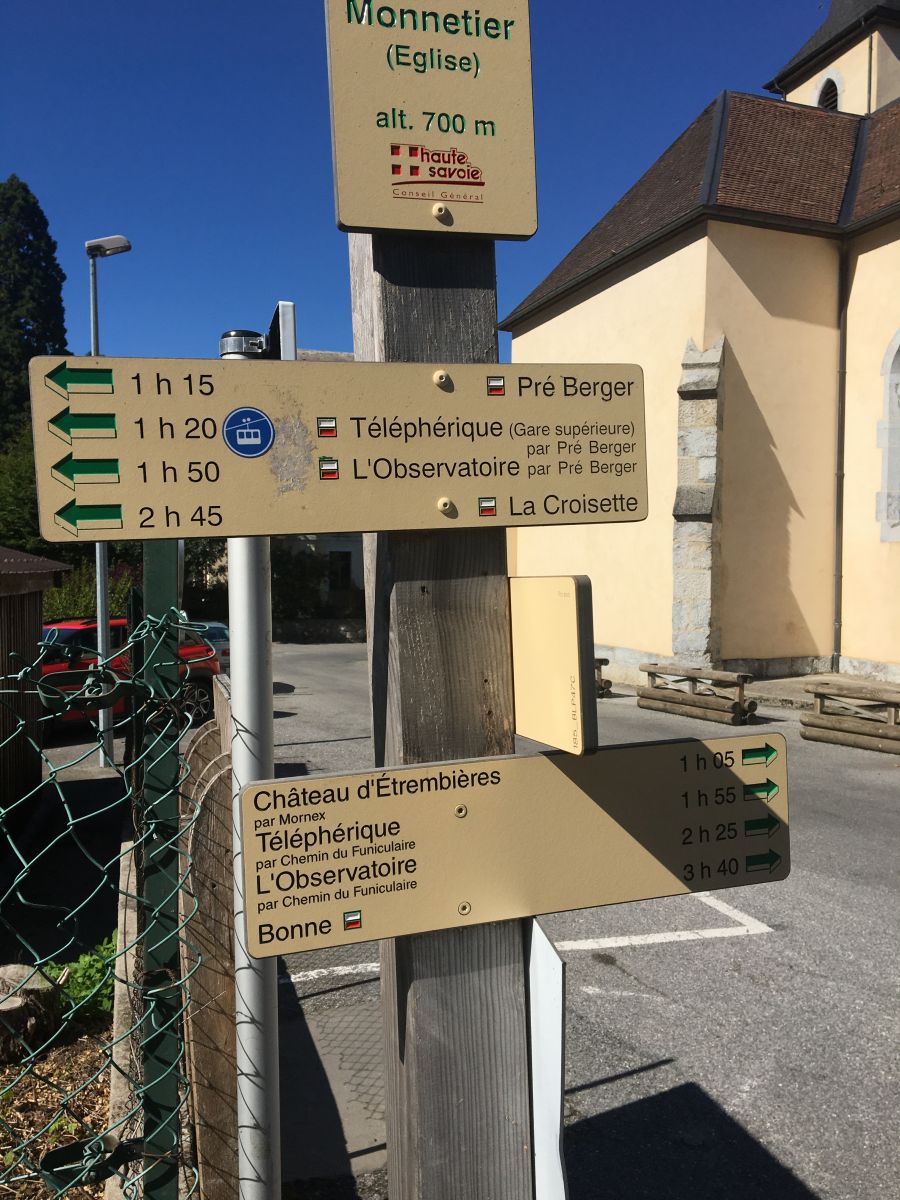 Monnetier
(Eglise)
alt. 700 m
haute
savoie
Conseil Général
1 h 15 Pré Berger
1 h 20 Téléphérique (Gare supérieure)
par Pré Berger
1 h 50 L'Observatoire par Pré Berger
2 h 45 La Croisette
185_BLP47C
Château d'Étrembières 1 h 05
par Mornex
Téléphérique 1 h 55
par Chemin du Funiculaire
L'Observatoire 2 h 25
par Chemin du Funiculaire
Bonne 3 h 40